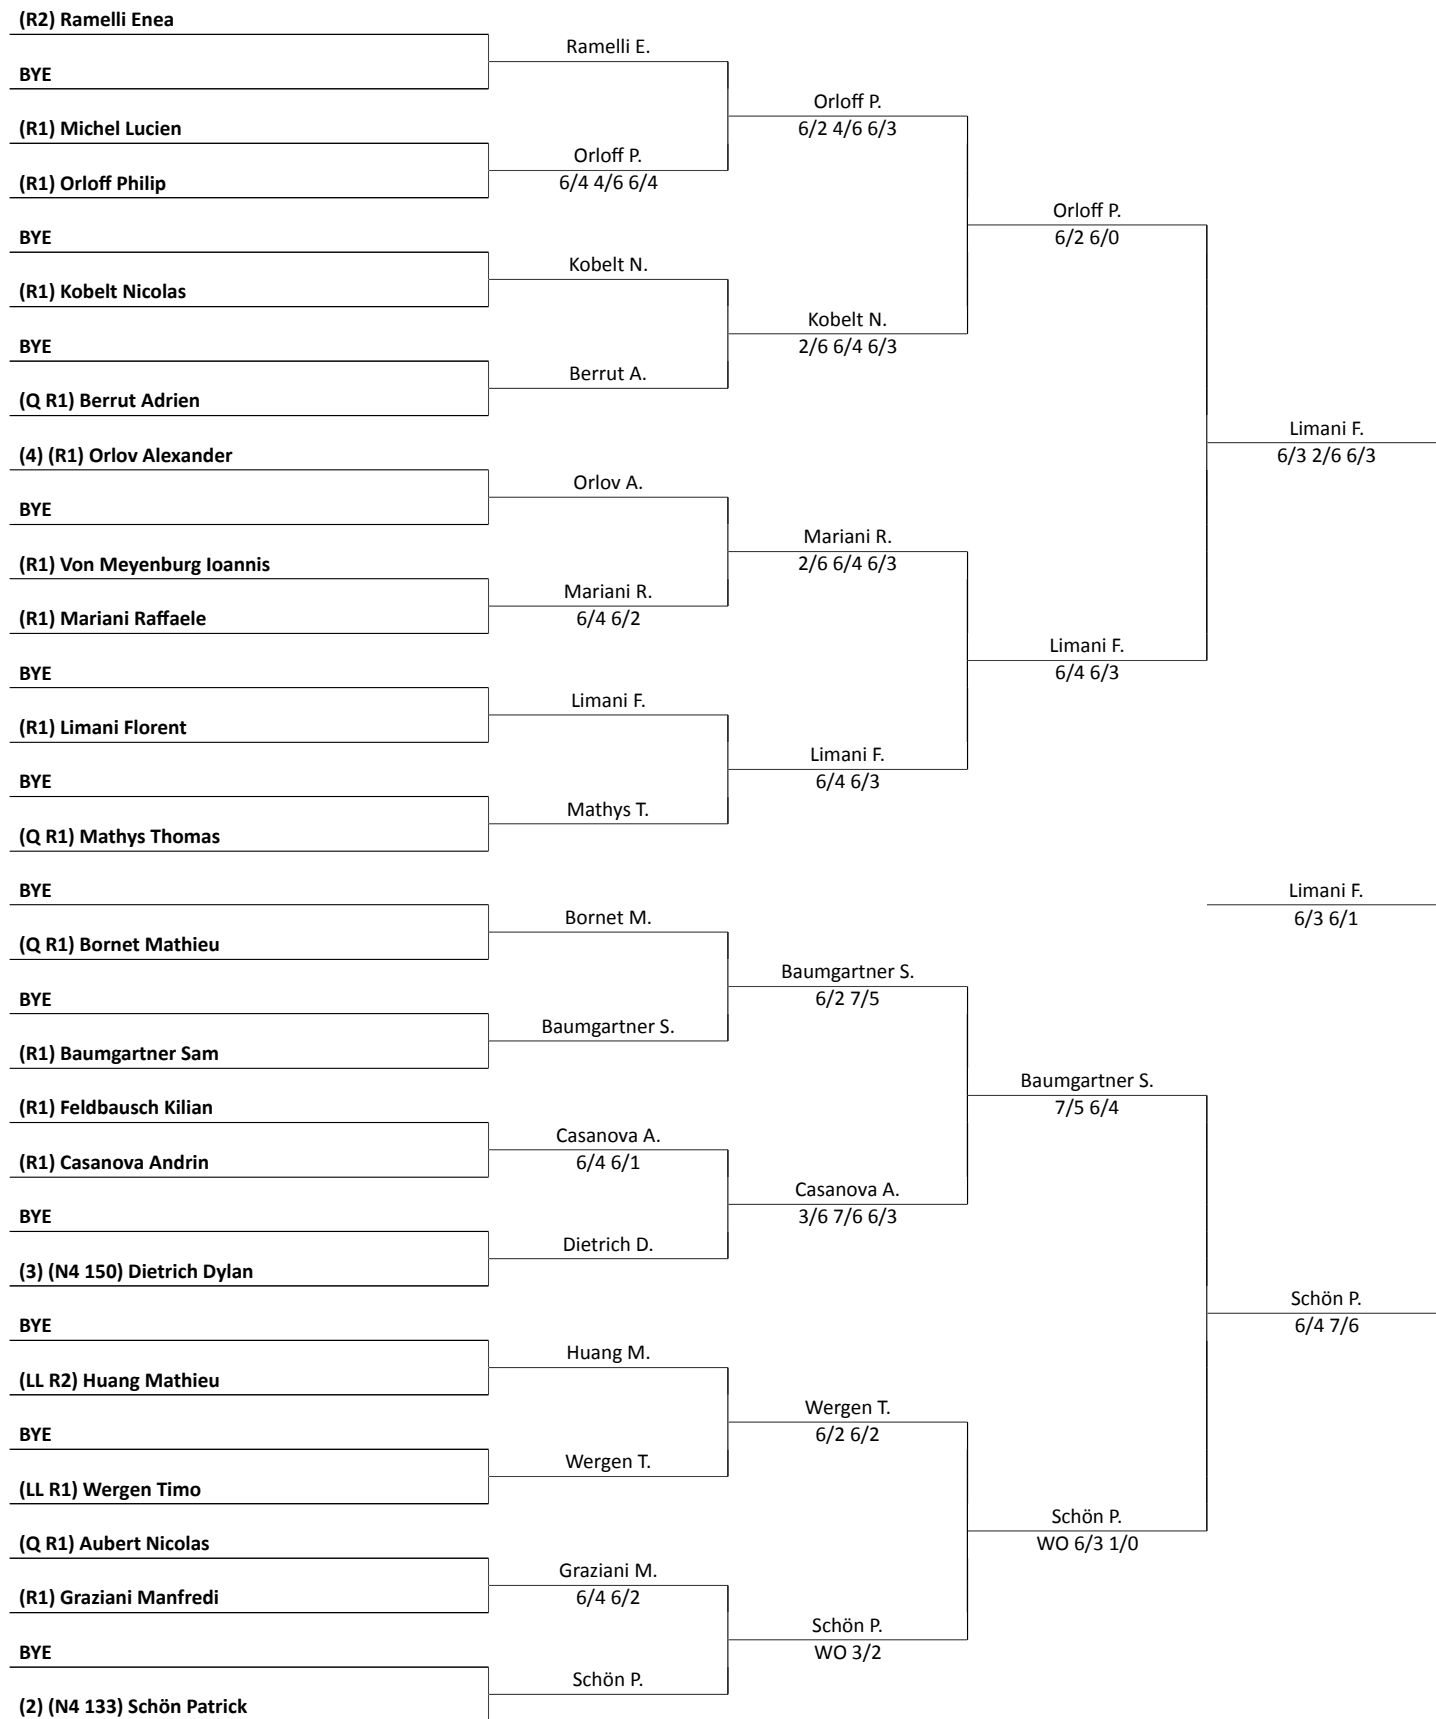 (R2) Ramelli Enea
BYE
(R1) Michel Lucien
(R1) Orloff Philip
BYE
(R1) Kobelt Nicolas
BYE
(Q R1) Berrut Adrien
(4) (R1) Orlov Alexander
BYE
(R1) Von Meyenburg Ioannis
(R1) Mariani Raffaele
BYE
(R1) Limani Florent
BYE
(Q R1) Mathys Thomas
BYE
(Q R1) Bornet Mathieu
BYE
(R1) Baumgartner Sam
(R1) Feldbausch Kilian
(R1) Casanova Andrin
BYE
(3) (N4 150) Dietrich Dylan
BYE
(LL R2) Huang Mathieu
BYE
(LL R1) Wergen Timo
(Q R1) Aubert Nicolas
(R1) Graziani Manfredi
BYE
(2) (N4 133) Schön Patrick
Ramelli E.
Orloff P.
6/4 4/6 6/4
Kobelt N.
Berrut A.
Orlov A.
Mariani R.
6/4 6/2
Limani F.
Mathys T.
Bornet M.
Baumgartner S.
Casanova A.
6/4 6/1
Dietrich D.
Huang M.
Wergen T.
Graziani M.
6/4 6/2
Schön P.
Orloff P.
6/2 4/6 6/3
Kobelt N.
2/6 6/4 6/3
Mariani R.
2/6 6/4 6/3
Limani F.
6/4 6/3
Baumgartner S.
6/2 7/5
Casanova A.
3/6 7/6 6/3
Wergen T.
6/2 6/2
Schön P.
WO 3/2
Orloff P.
6/2 6/0
Limani F.
6/4 6/3
Baumgartner S.
7/5 6/4
Schön P.
WO 6/3 1/0
Limani F.
6/3 2/6 6/3
Limani F.
6/3 6/1
Schön P.
6/4 7/6